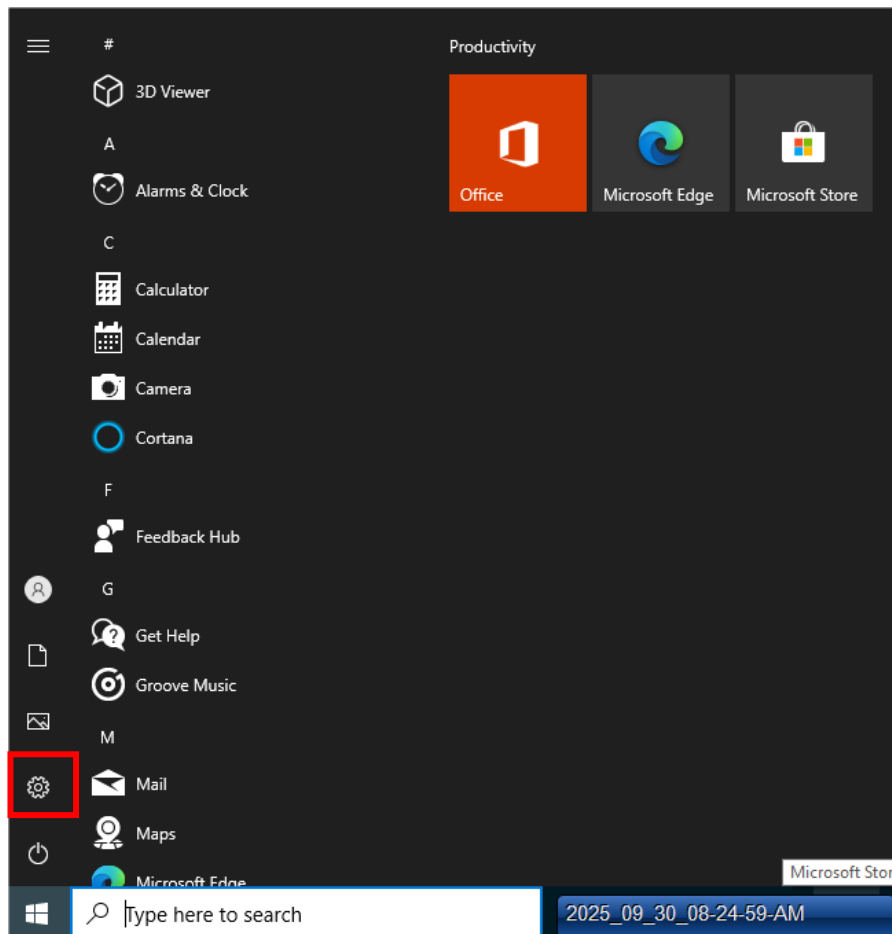 #
3D Viewer
A
Alarms & Clock
C
Calculator
Calendar
Camera
Cortana
F
Feedback Hub
G
Get Help
Groove Music
M
Mail
Maps
Microsoft Edge
Productivity
Office
Microsoft Edge
Microsoft Store
Microsoft Stor
Type here to search
2025_09_30_08-24-59-AM